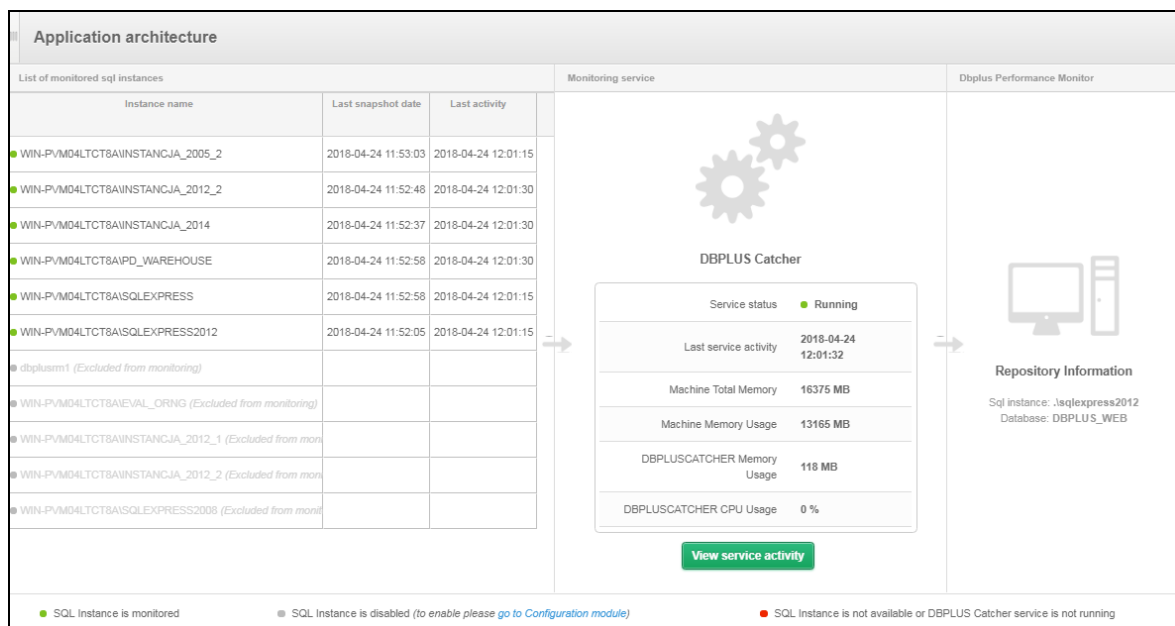 Application architecture
List of monitored sql instances
Monitoring service
Dbplus Performance Monitor
Instance name Last snapshot date Last activity
WIN-PVM04LTCT8A\INSTANCJA_2005_2 2018-04-24 11:53:03 2018-04-24 12:01:15
WIN-PVM04LTCT8A\INSTANCJA_2012_2 2018-04-24 11:52:48 2018-04-24 12:01:30
WIN-PVM04LTCT8A\INSTANCJA_2014 2018-04-24 11:52:37 2018-04-24 12:01:30
WIN-PVM04LTCT8A\PD_WAREHOUSE 2018-04-24 11:52:58 2018-04-24 12:01:30
WIN-PVM04LTCT8A\SQLEXPRESS 2018-04-24 11:52:58 2018-04-24 12:01:15
WIN-PVM04LTCT8A\SQLEXPRESS2012 2018-04-24 11:52:05 2018-04-24 12:01:15
dbplusrm1 (Excluded from monitoring)
WIN-PVM04LTCT8A\EVAL_ORNG (Excluded from monitoring)
WIN-PVM04LTCT8A\INSTANCJA_2012_1 (Excluded from moni
WIN-PVM04LTCT8A\INSTANCJA_2012_2 (Excluded from moni
WIN-PVM04LTCT8A\SQLEXPRESS2008 (Excluded from monit
DBPLUS Catcher
Service status Running
Last service activity 2018-04-24
12:01:32
Machine Total Memory 16375 MB
Machine Memory Usage 13165 MB
DBPLUSCATCHER Memory
Usage 118 MB
DBPLUSCATCHER CPU Usage 0 %
View service activity
Repository Information
Sql instance: .\sqlexpress2012
Database: DBPLUS_WEB
SQL Instance is monitored
SQL Instance is disabled (to enable please go to Configuration module)
SQL Instance is not available or DBPLUS Catcher service is not running